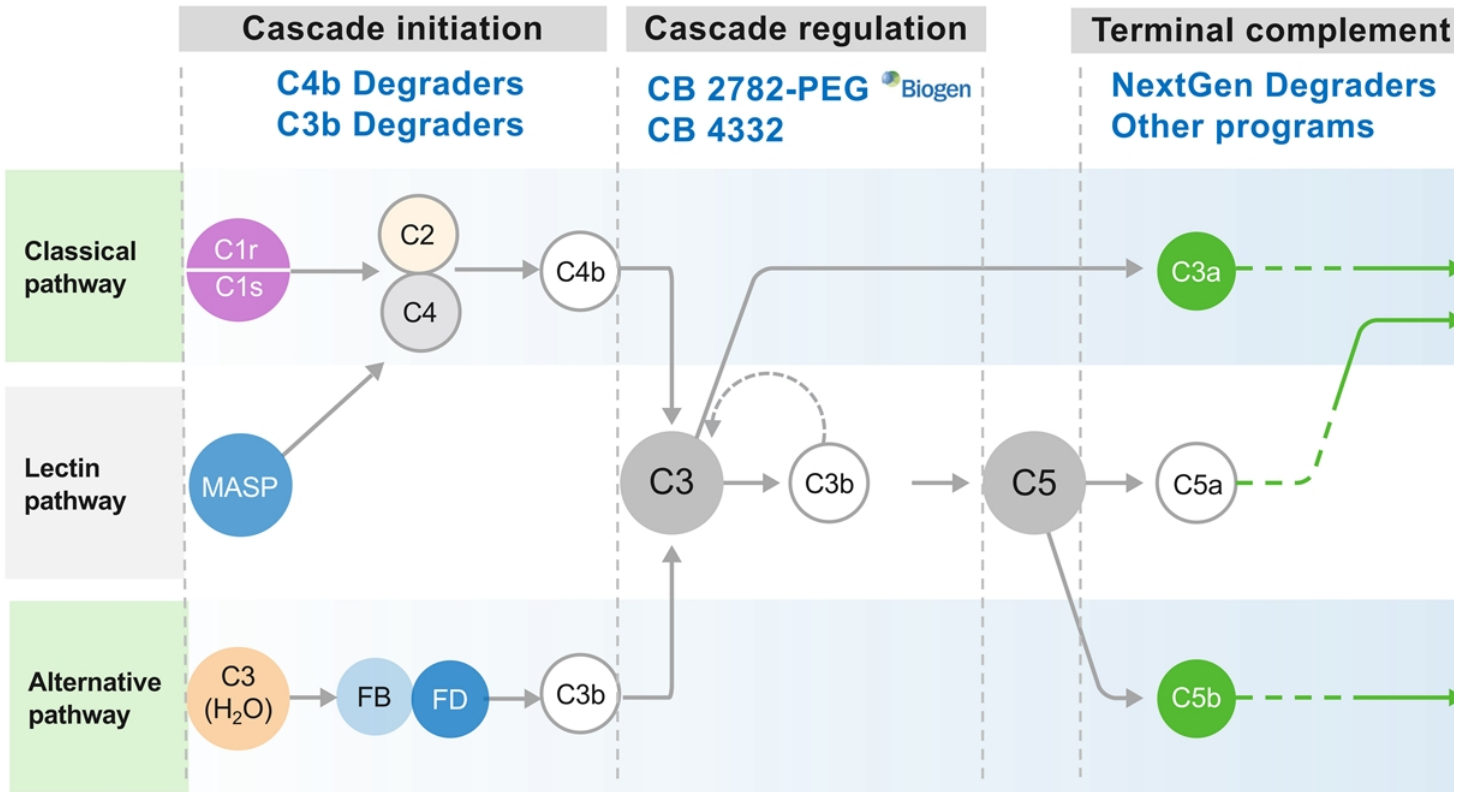 Cascade initiation
Cascade regulation
Terminal complement
C4b Degraders
C3b Degraders
CB 2782-PEG
Biogen
CB 4332
NextGen Degraders
Other programs
Classical
pathway
C1r
C1s
C2
C4
C4b
C3a
Lectin
pathway
MASP
C3
C3b
C5
C5a
Alternative
pathway
C3
(H₂O)
FB
FD
C3b
C5b